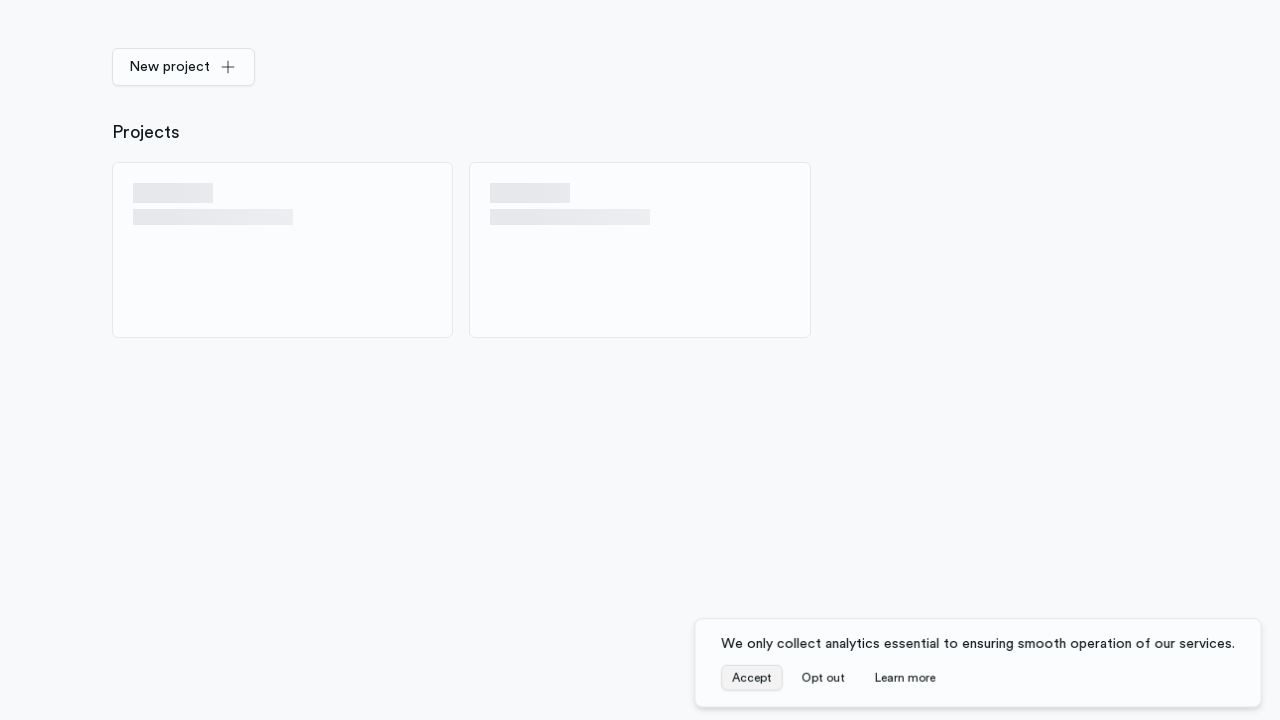 New project
Projects
We only collect analytics essential to ensuring smooth operation of our services.
Accept
Opt out
Learn more